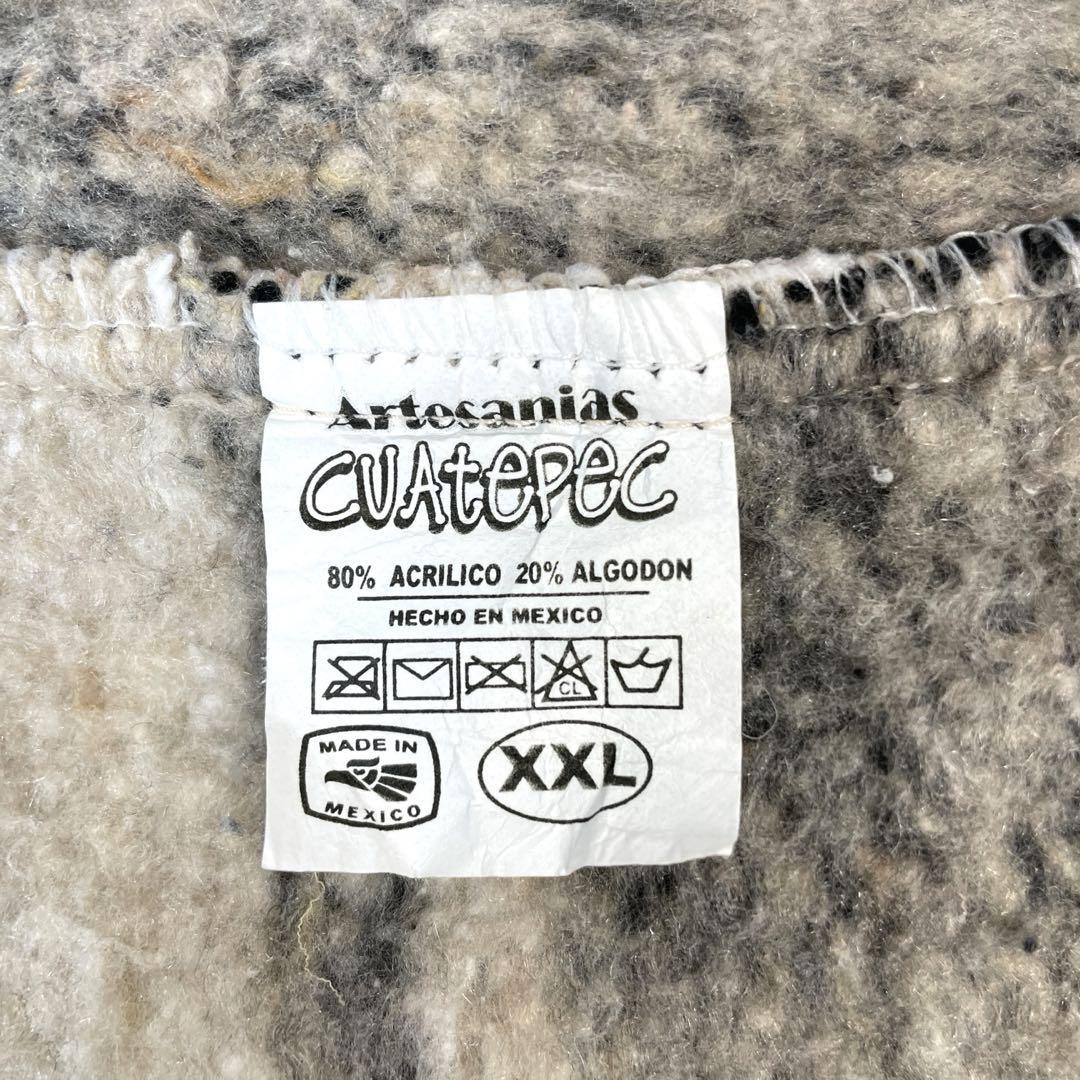 Artesanias
CUAtePeC
80% ACRILICO 20% ALGODON
HECHO EN MEXICO
CL
MADE IN
MEXICO
XXL